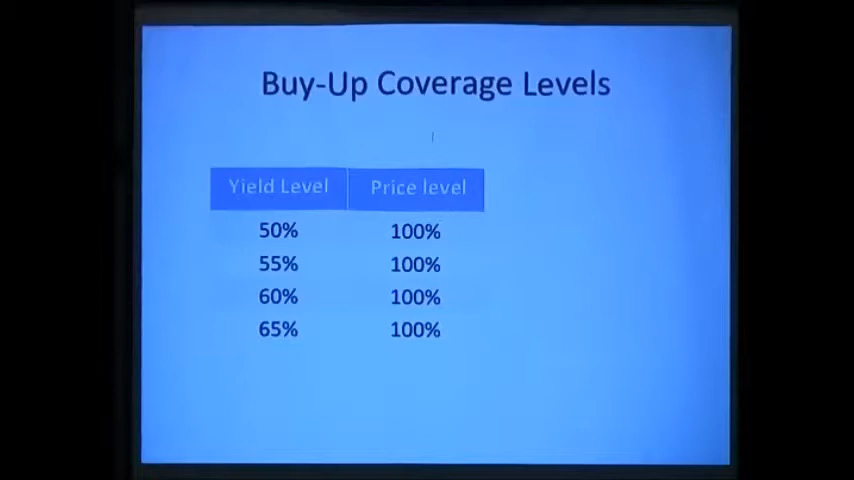 Buy-Up Coverage Levels
Yield Level Price level
50% 100%
55% 100%
60% 100%
65% 100%